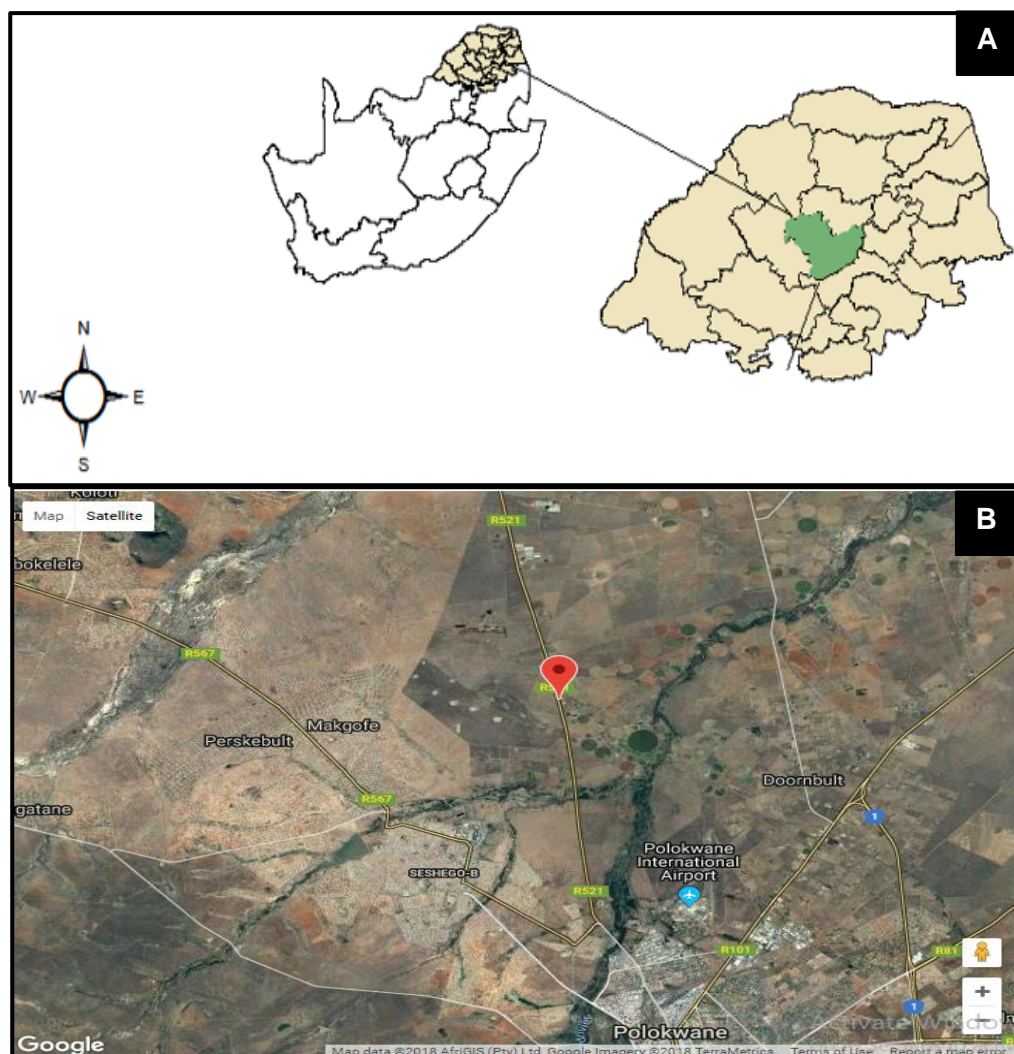 A
N
W
E
S
B
Map Satellite
Koloti
R521
bokelele
R567
Makgofe
Perskebult
R567
gatane
Doornbult
1
Polokwane
International
Airport
SESHEGO-B
R521
R101
R81
+
−
1
Polokwane
Google
Map data ©2018 AfriGIS (Pty) Ltd, Google Imagery ©2018 TerraMetrics
Terms of Use
Report a map error